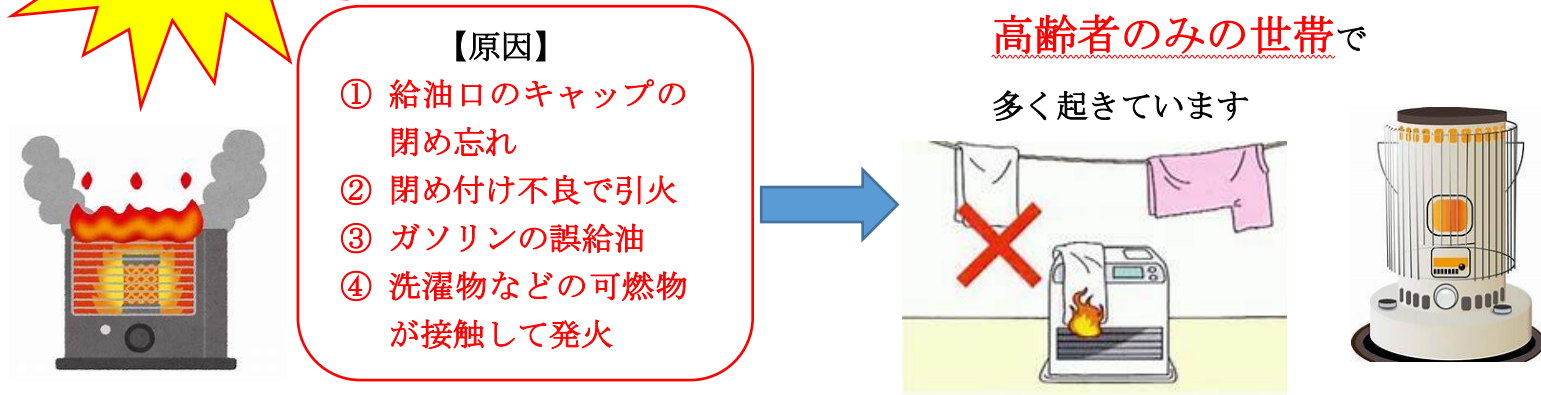 【原因】
① 給油口のキャップの
閉め忘れ
② 閉め付け不良で引火
③ ガソリンの誤給油
④ 洗濯物などの可燃物
が接触して発火
高齢者のみの世帯で
多く起きています